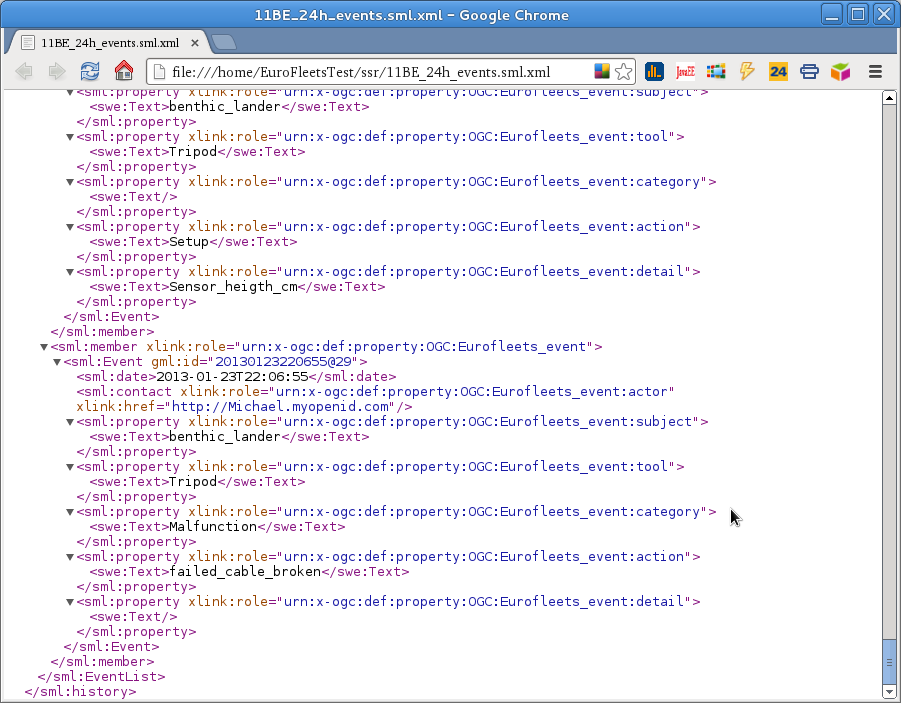 11BE_24h_events.sml.xml - Google Chrome
11BE_24h_events.sml.xml
file:///home/EuroFleetsTest/ssr/11BE_24h_events.sml.xml
24
<sml:property xlink:role="urn:x-ogc:def:property:OGC:Eurofleets_event:subject">
<swe:Text>benthic_lander</swe:Text>
</sml:property>
<sml:property xlink:role="urn:x-ogc:def:property:OGC:Eurofleets_event:tool">
<swe:Text>Tripod</swe:Text>
</sml:property>
<sml:property xlink:role="urn:x-ogc:def:property:OGC:Eurofleets_event:category">
<swe:Text/>
</sml:property>
<sml:property xlink:role="urn:x-ogc:def:property:OGC:Eurofleets_event:action">
<swe:Text>Setup</swe:Text>
</sml:property>
<sml:property xlink:role="urn:x-ogc:def:property:OGC:Eurofleets_event:detail">
<swe:Text>Sensor_heigth_cm</swe:Text>
</sml:property>
</sml:Event>
</sml:member>
<sml:member xlink:role="urn:x-ogc:def:property:OGC:Eurofleets_event">
<sml:Event gml:id="20130123220655@29">
<sml:date>2013-01-23T22:06:55</sml:date>
<sml:contact xlink:role="urn:x-ogc:def:property:OGC:Eurofleets_event:actor"
xlink:href="http://Michael.myopenid.com"/>
<sml:property xlink:role="urn:x-ogc:def:property:OGC:Eurofleets_event:subject">
<swe:Text>benthic_lander</swe:Text>
</sml:property>
<sml:property xlink:role="urn:x-ogc:def:property:OGC:Eurofleets_event:tool">
<swe:Text>Tripod</swe:Text>
</sml:property>
<sml:property xlink:role="urn:x-ogc:def:property:OGC:Eurofleets_event:category">
<swe:Text>Malfunction</swe:Text>
</sml:property>
<sml:property xlink:role="urn:x-ogc:def:property:OGC:Eurofleets_event:action">
<swe:Text>failed_cable_broken</swe:Text>
</sml:property>
<sml:property xlink:role="urn:x-ogc:def:property:OGC:Eurofleets_event:detail">
<swe:Text/>
</sml:property>
</sml:Event>
</sml:member>
</sml:EventList>
</sml:history>